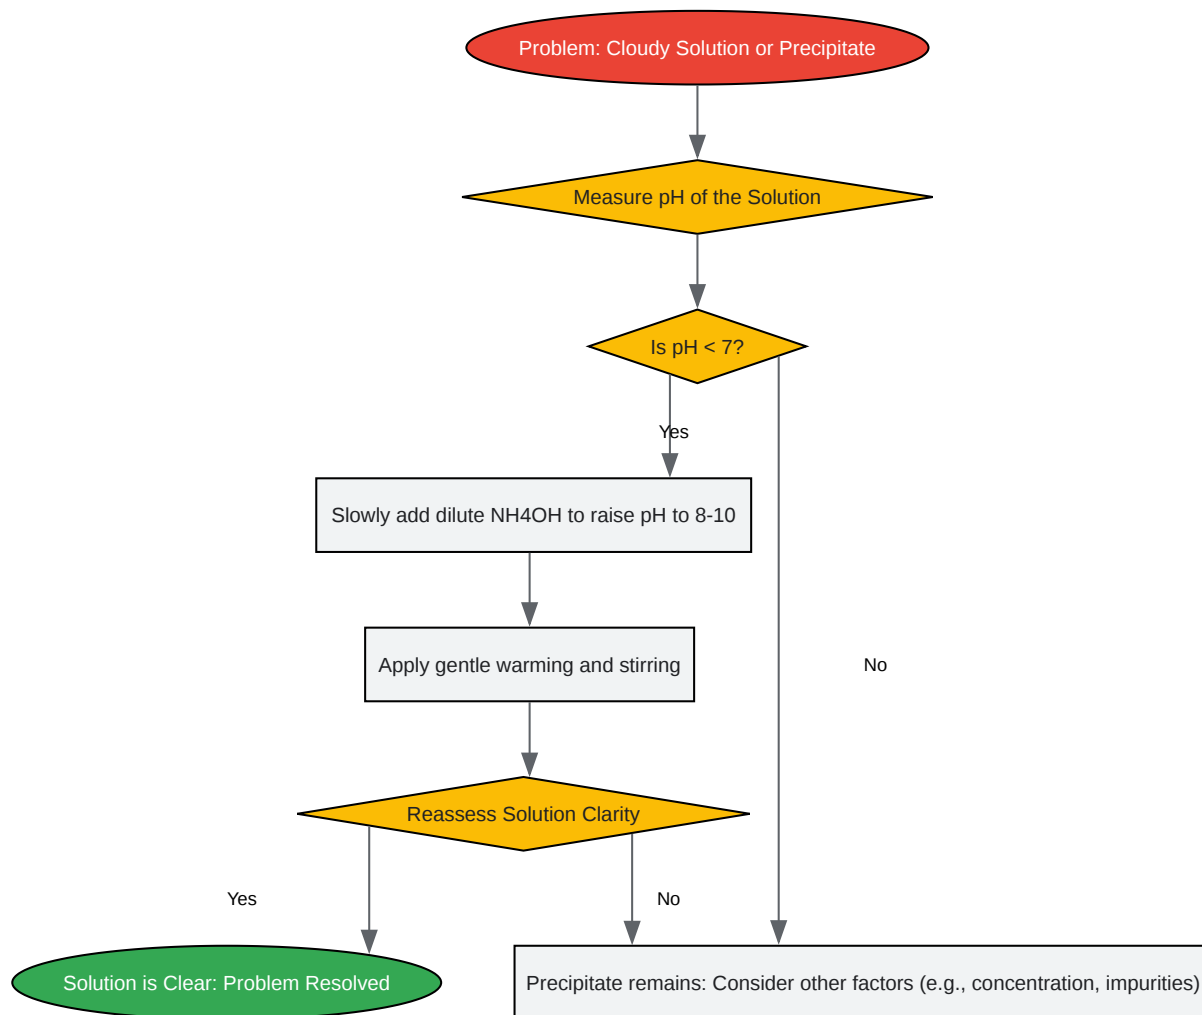 Problem: Cloudy Solution or Precipitate
Measure pH of the Solution
Is pH < 7?
Yes
Slowly add dilute NH4OH to raise pH to 8-10
Apply gentle warming and stirring
No
Reassess Solution Clarity
Yes
No
Solution is Clear: Problem Resolved
Precipitate remains: Consider other factors (e.g., concentration, impurities)